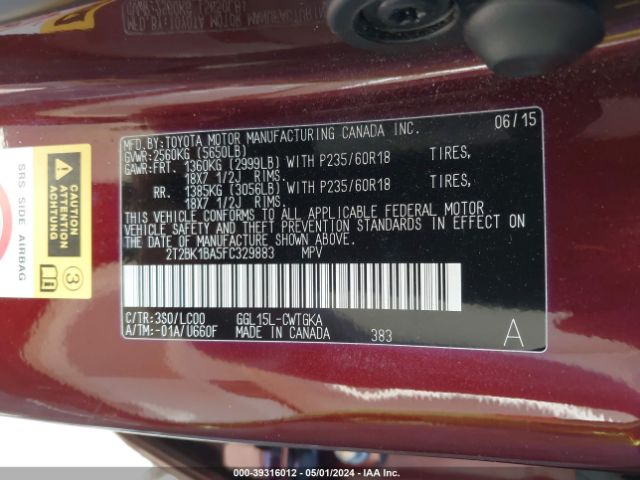 MFD.BY:TOYOTA MOTOR MANUFACTURING CANADA INC. 06/15
GVWR:2560KG (5650LB)
GAWR:FRT. 1360KG (2999LB) WITH P235/60R18 TIRES,
18X7 1/2J RIMS.
RR. 1385KG (3056LB) WITH P235/60R18 TIRES,
18X7 1/2J RIMS.
THIS VEHICLE CONFORMS TO ALL APPLICABLE FEDERAL MOTOR
VEHICLE SAFETY AND THEFT PREVENTION STANDARDS IN EFFECT
ON THE DATE OF MANUFACTURE SHOWN ABOVE.
2T2BK1BA5FC329883 MPV
C/TR:3S0/LC00 GGL15L-CWTGKA
A/TM:-01A/U660F MADE IN CANADA 383 A
SRS SIDE AIRBAG
CAUTION
ATTENTION
ACHTUNG
3
000-39316012 - 05/01/2024 - IAA Holdings, LLC